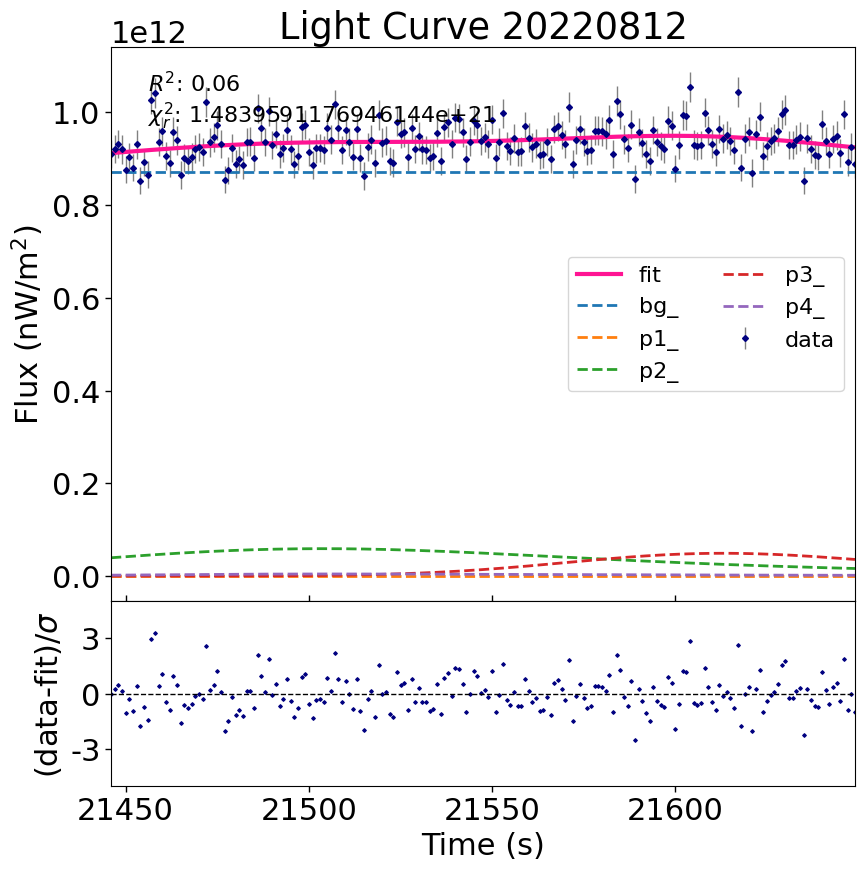 Light Curve 20220812
1e12
R²: 0.06
χ²ᵣ: 1.4839591176946144e+21
1.0
0.8
0.6
0.4
0.2
0.0
Flux (nW/m²)
fit
bg_
p1_
p2_
p3_
p4_
data
3
0
-3
(data-fit)/σ
21450
21500
21550
21600
Time (s)